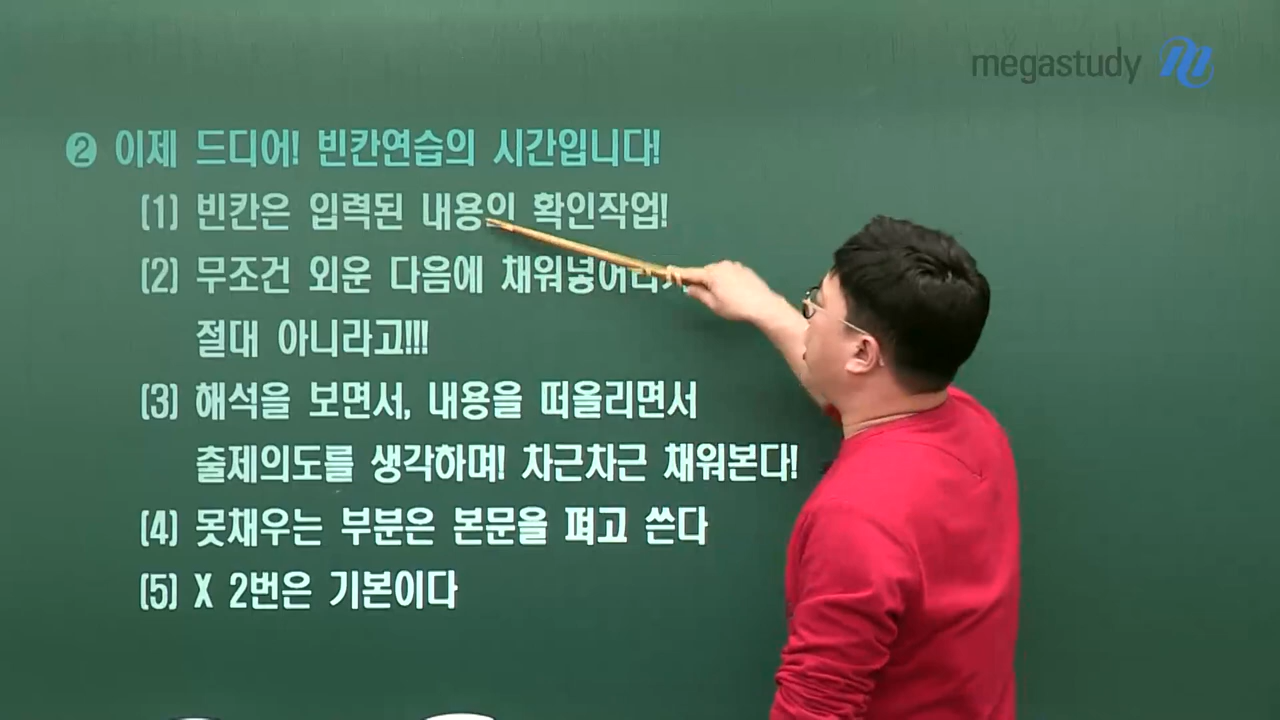 megastudy
❷ 이제 드디어! 빈칸연습의 시간입니다!
(1) 빈칸은 입력된 내용의 확인작업!
(2) 무조건 외운 다음에
절대 아니라고!!!
(3) 해석을 보면서, 내용을 떠올리면서
출제의도를 생각하며! 차근차근 채워본다!
(4) 못채우는 부분은 본문을 펴고 쓴다
(5) X 2번은 기본이다